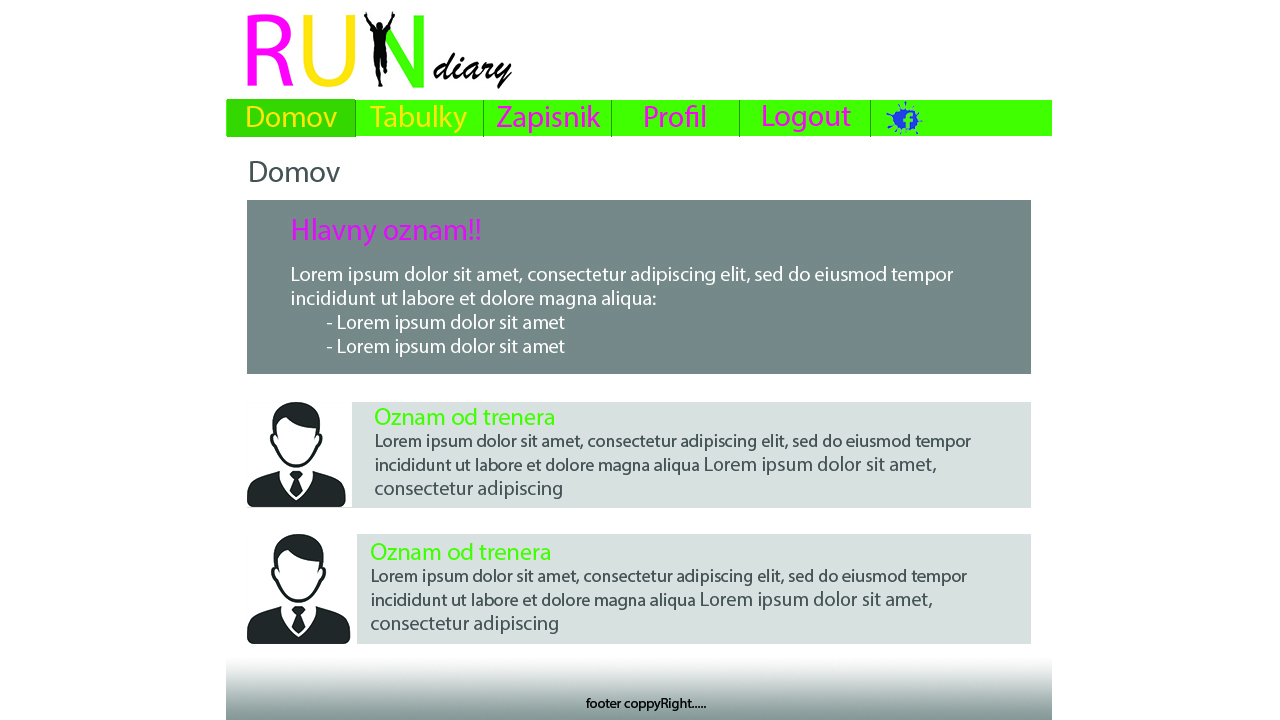 RUN diary
Domov Tabulky Zapisnik Profil Logout
Domov
Hlavny oznam!!
Lorem ipsum dolor sit amet, consectetur adipiscing elit, sed do eiusmod tempor
incididunt ut labore et dolore magna aliqua:
- Lorem ipsum dolor sit amet
- Lorem ipsum dolor sit amet
Oznam od trenera
Lorem ipsum dolor sit amet, consectetur adipiscing elit, sed do eiusmod tempor
incididunt ut labore et dolore magna aliqua Lorem ipsum dolor sit amet,
consectetur adipiscing
Oznam od trenera
Lorem ipsum dolor sit amet, consectetur adipiscing elit, sed do eiusmod tempor
incididunt ut labore et dolore magna aliqua Lorem ipsum dolor sit amet,
consectetur adipiscing
footer coppyRight.....